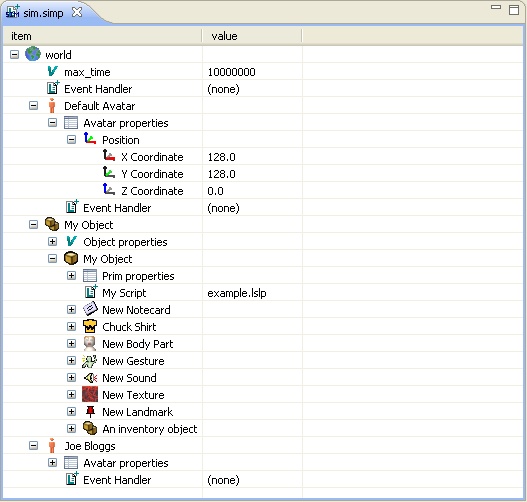 sim.simp
item value
world
max_time 10000000
Event Handler (none)
Default Avatar
Avatar properties
Position
X Coordinate 128.0
Y Coordinate 128.0
Z Coordinate 0.0
Event Handler (none)
My Object
Object properties
My Object
Prim properties
My Script example.lslp
New Notecard
Chuck Shirt
New Body Part
New Gesture
New Sound
New Texture
New Landmark
An inventory object
Joe Bloggs
Avatar properties
Event Handler (none)